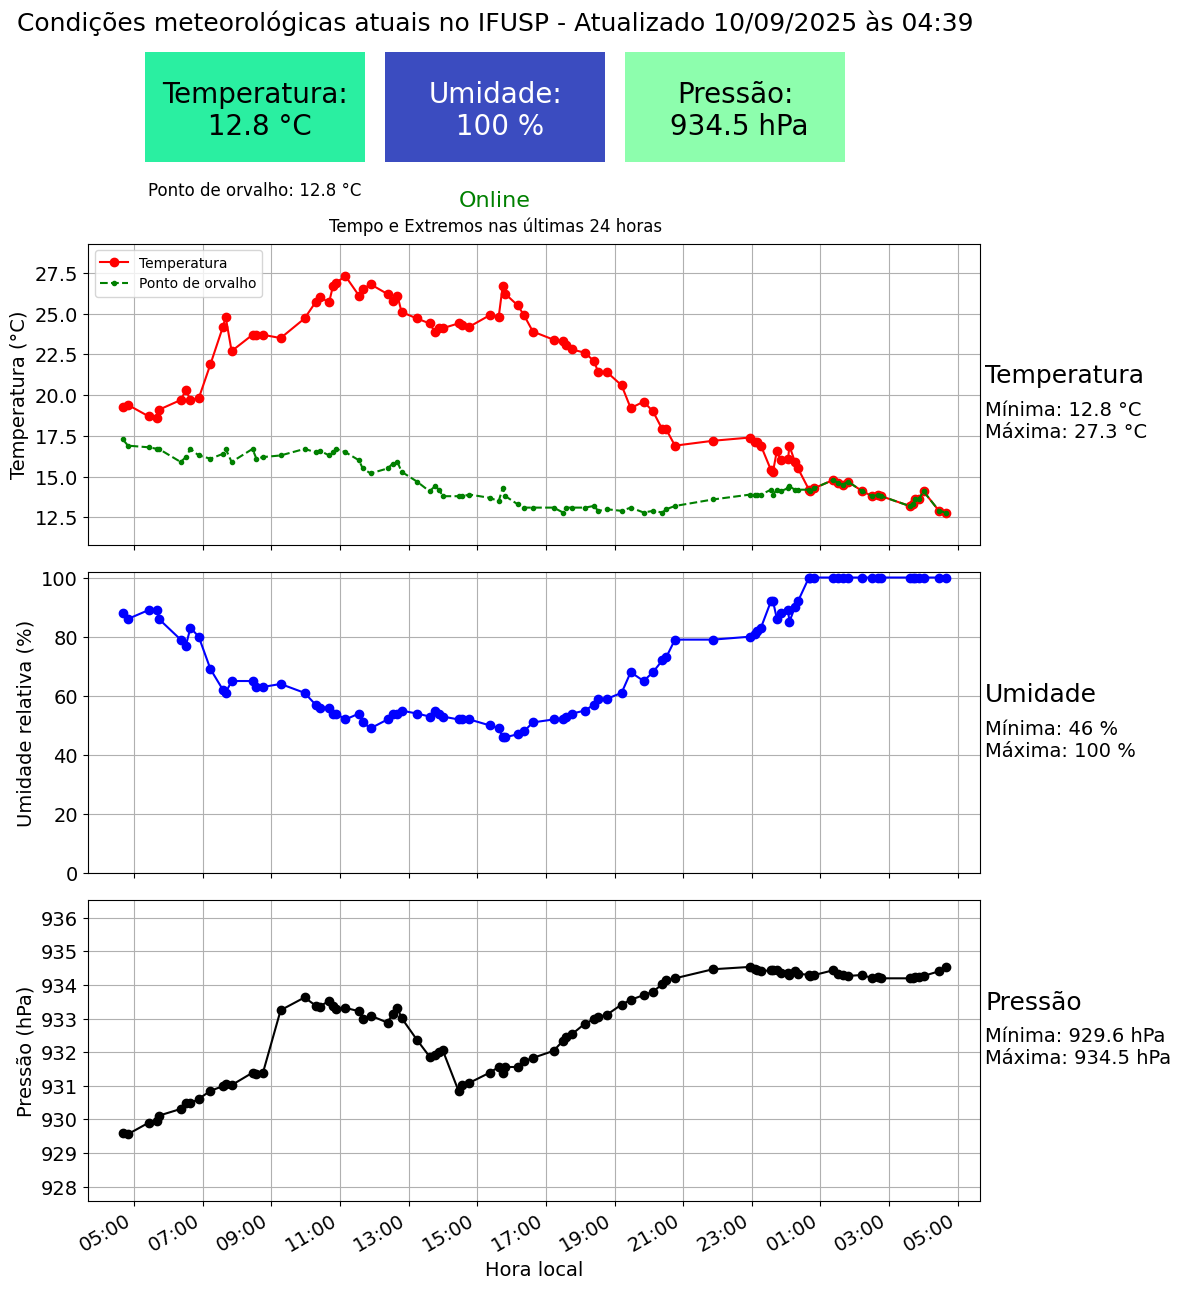 Condições meteorológicas atuais no IFUSP - Atualizado 10/09/2025 às 04:39
Temperatura:
12.8 °C
Umidade:
100 %
Pressão:
934.5 hPa
Ponto de orvalho: 12.8 °C
Online
Tempo e Extremos nas últimas 24 horas
Temperatura (°C)
27.5
25.0
22.5
20.0
17.5
15.0
12.5
Temperatura
Ponto de orvalho
Temperatura
Mínima: 12.8 °C
Máxima: 27.3 °C
Umidade relativa (%)
100
80
60
40
20
0
Umidade
Mínima: 46 %
Máxima: 100 %
Pressão (hPa)
936
935
934
933
932
931
930
929
928
Pressão
Mínima: 929.6 hPa
Máxima: 934.5 hPa
05:00
07:00
09:00
11:00
13:00
15:00
17:00
19:00
21:00
23:00
01:00
03:00
05:00
Hora local